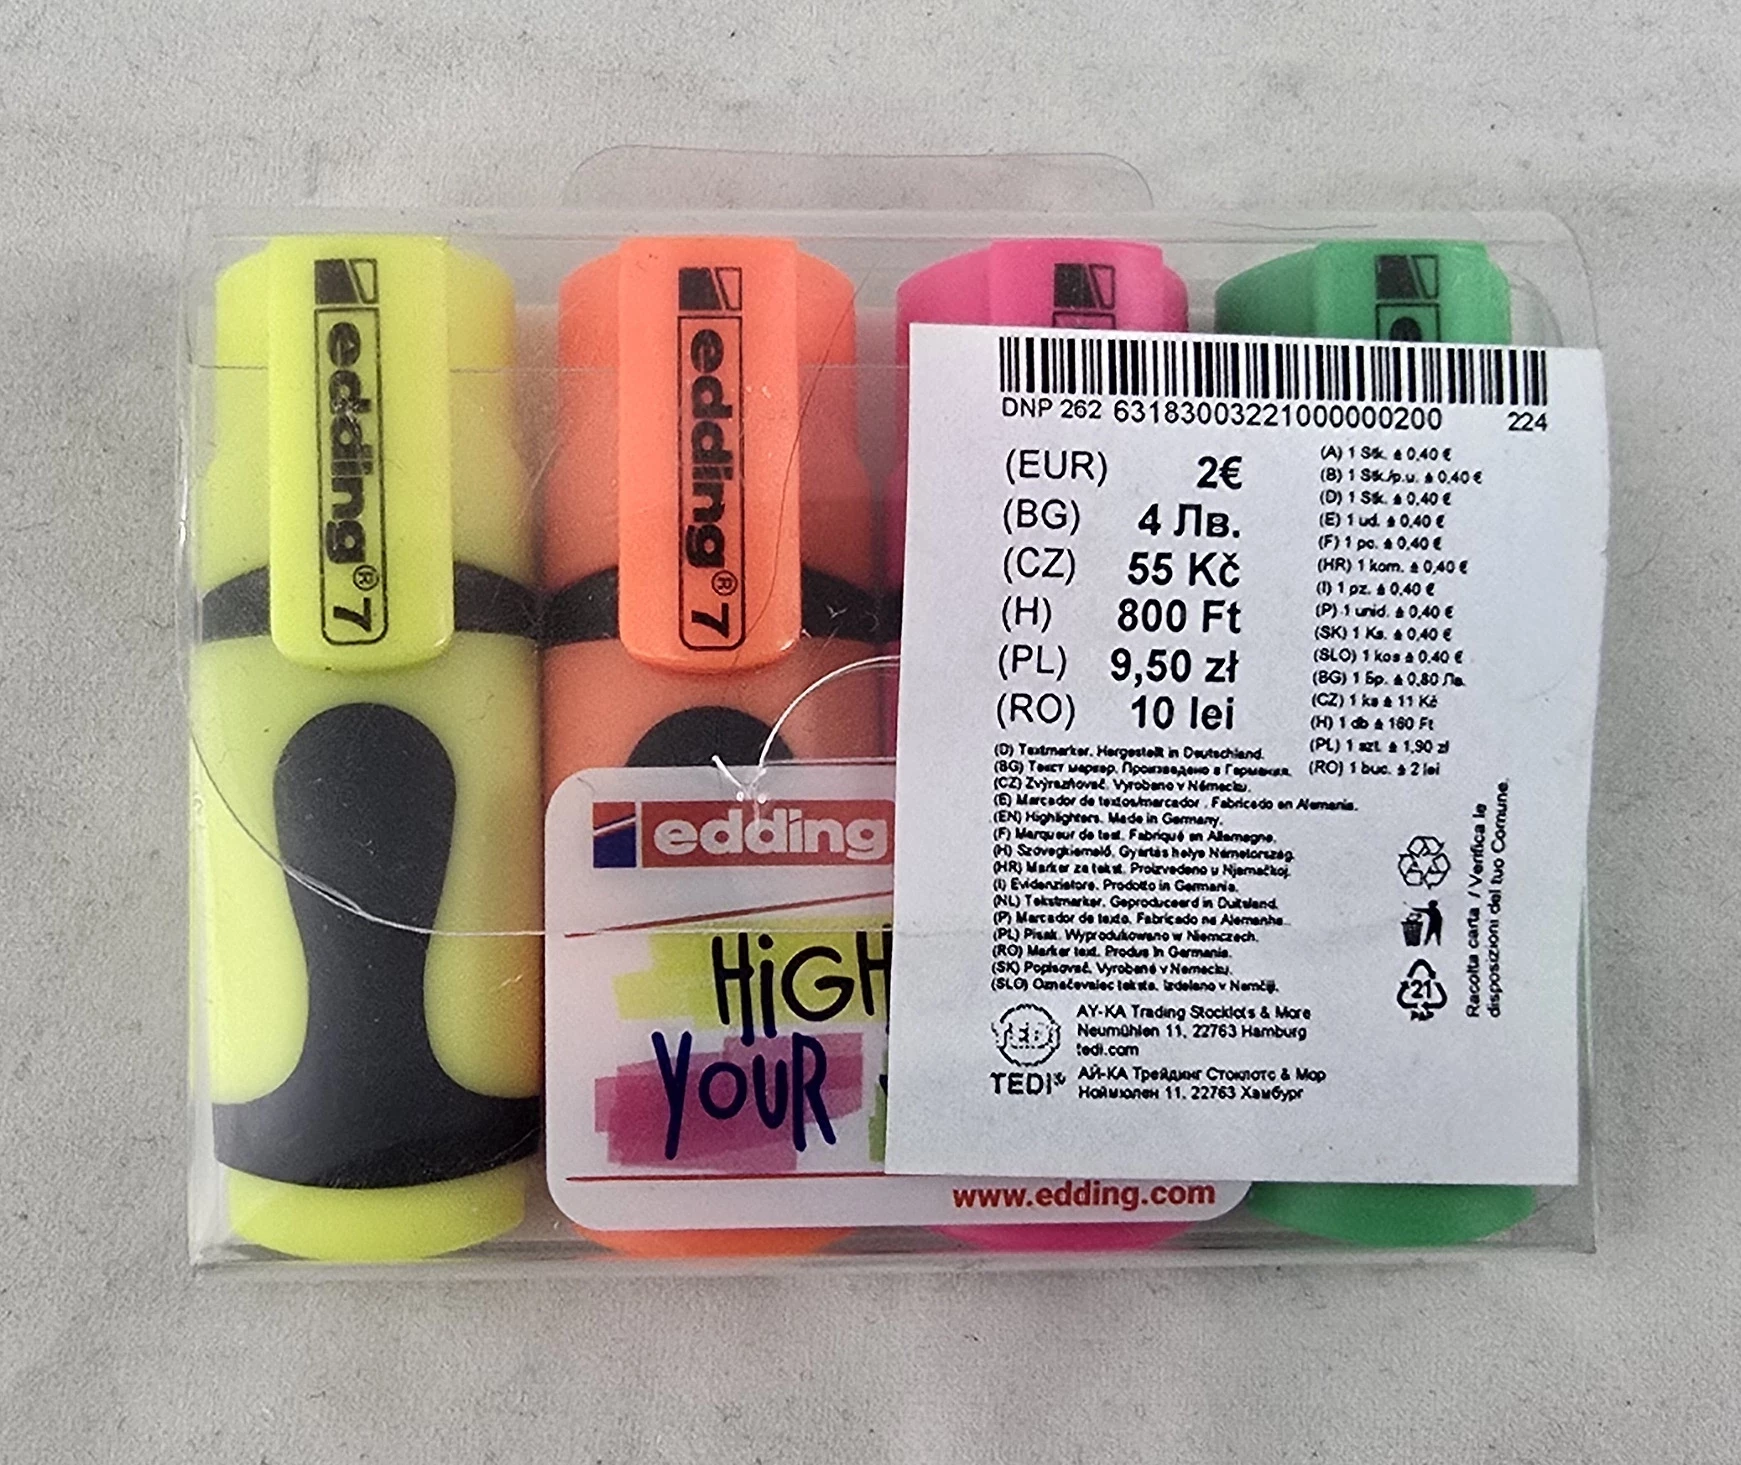 edding® 7
edding® 7
edding
HiGH
YOUR
www.edding.com
DNP 262 63183003221000000200 224
(EUR) 2€
(BG) 4 Лв.
(CZ) 55 Kč
(H) 800 Ft
(PL) 9,50 zł
(RO) 10 lei
(A) 1 Stk. à 0,40 €
(B) 1 Stk./p.u. à 0,40 €
(D) 1 Stk. à 0,40 €
(E) 1 ud. à 0,40 €
(F) 1 pc. à 0,40 €
(HR) 1 kom. à 0,40 €
(I) 1 pz. à 0,40 €
(P) 1 unid. à 0,40 €
(SK) 1 Ks. à 0,40 €
(SLO) 1 kos à 0,40 €
(BG) 1 Бр. à 0,80 Лв.
(CZ) 1 ks à 11 Kč
(H) 1 db à 160 Ft
(PL) 1 szt. à 1,90 zł
(RO) 1 buc. à 2 lei
(D) Textmarker. Hergestellt in Deutschland.
(BG) Текст маркер. Произведено в Германия.
(CZ) Zvýrazňovač. Vyrobeno v Německu.
(E) Marcador de textos/marcador . Fabricado en Alemania.
(EN) Highlighters. Made in Germany.
(F) Marqueur de text. Fabriqué en Allemagne.
(H) Szövegkiemelő. Gyártás helye Németország.
(HR) Marker za tekst. Proizvedeno u Njemačkoj.
(I) Evidenziatore. Prodotto in Germania.
(NL) Tekstmarker. Geproduceerd in Duitsland.
(P) Marcador de texto. Fabricado na Alemanha.
(PL) Pisak. Wyprodukowano w Niemczech.
(RO) Marker text. Produs în Germania.
(SK) Popisovač. Vyrobené v Nemecku.
(SLO) Označevalec teksta. Izdelano v Nemčiji.
TEDi
TEDi
AY-KA Trading Stocklots & More
Neumühlen 11, 22763 Hamburg
tedi.com
АЙ-КА Трейдинг Стоклотс & Мор
Ноймюлен 11, 22763 Хамбург
21
PAP
Raccolta carta / Verifica le
disposizioni del tuo Comune.